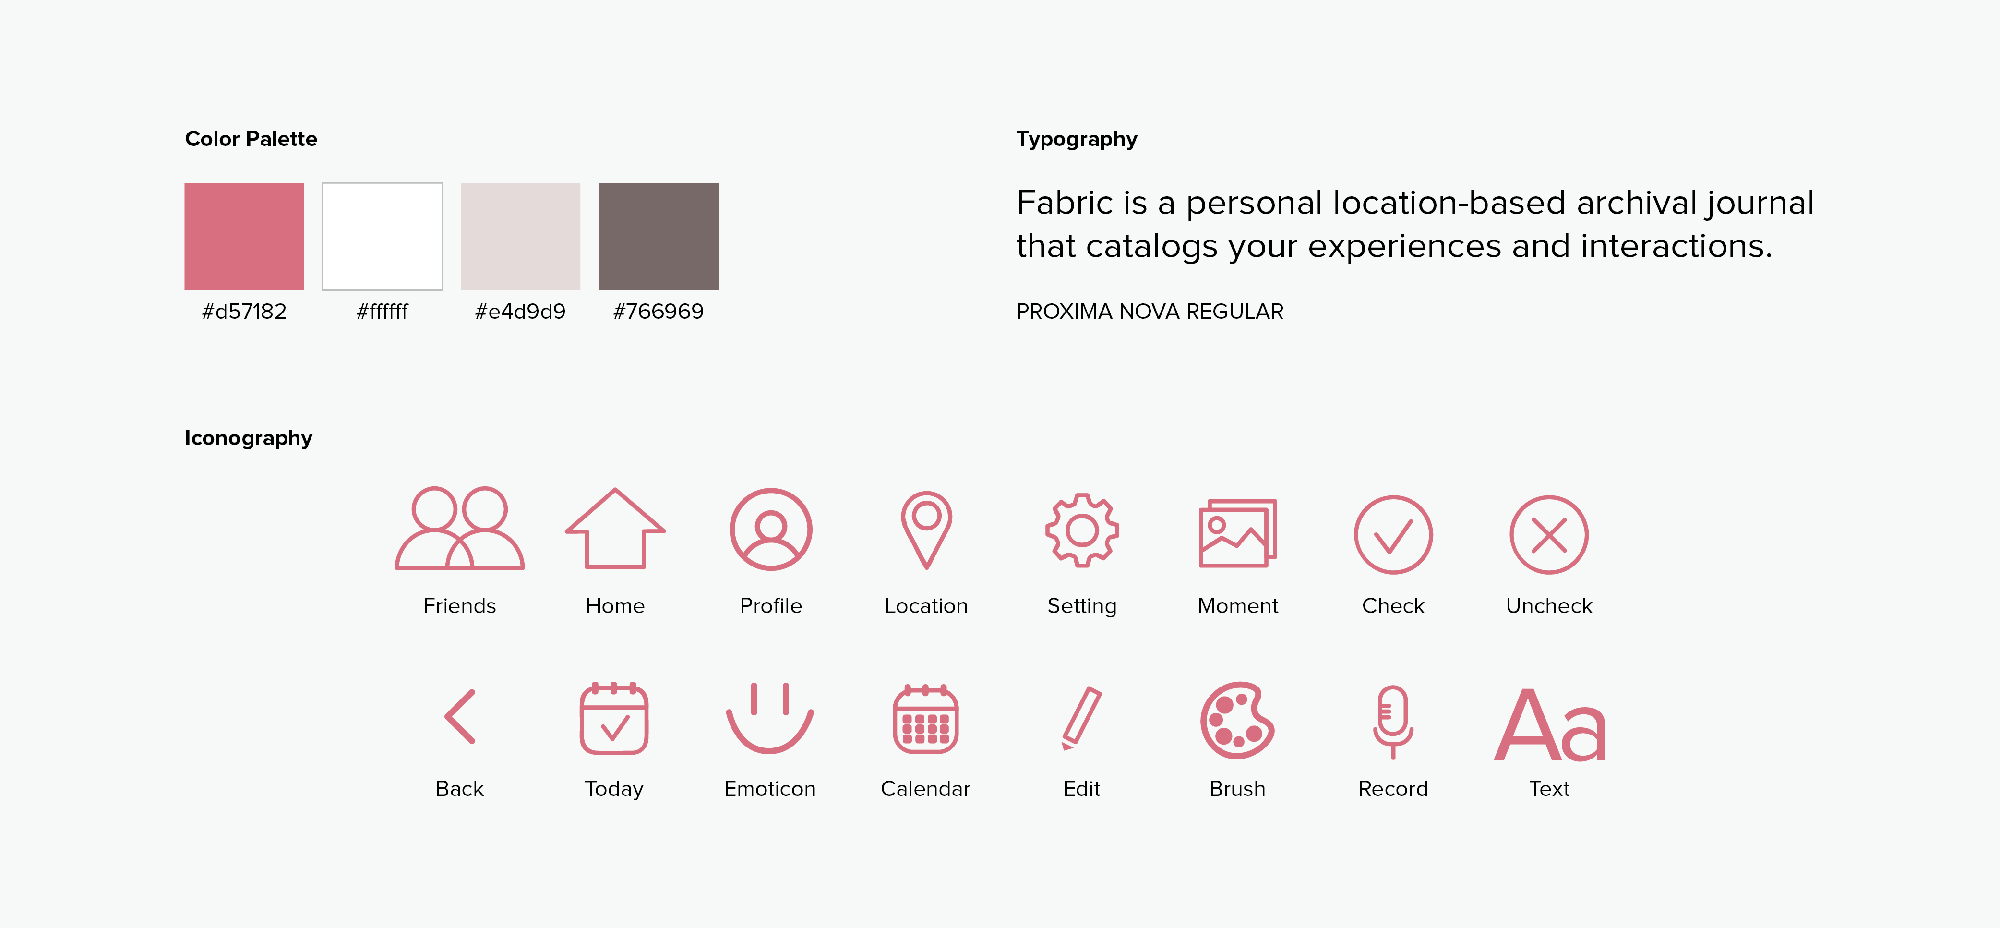 Color Palette
#d57182 #ffffff #e4d9d9 #766969
Typography
Fabric is a personal location-based archival journal
that catalogs your experiences and interactions.
PROXIMA NOVA REGULAR
Iconography
Friends Home Profile Location Setting Moment Check Uncheck
Aa
Back Today Emoticon Calendar Edit Brush Record Text